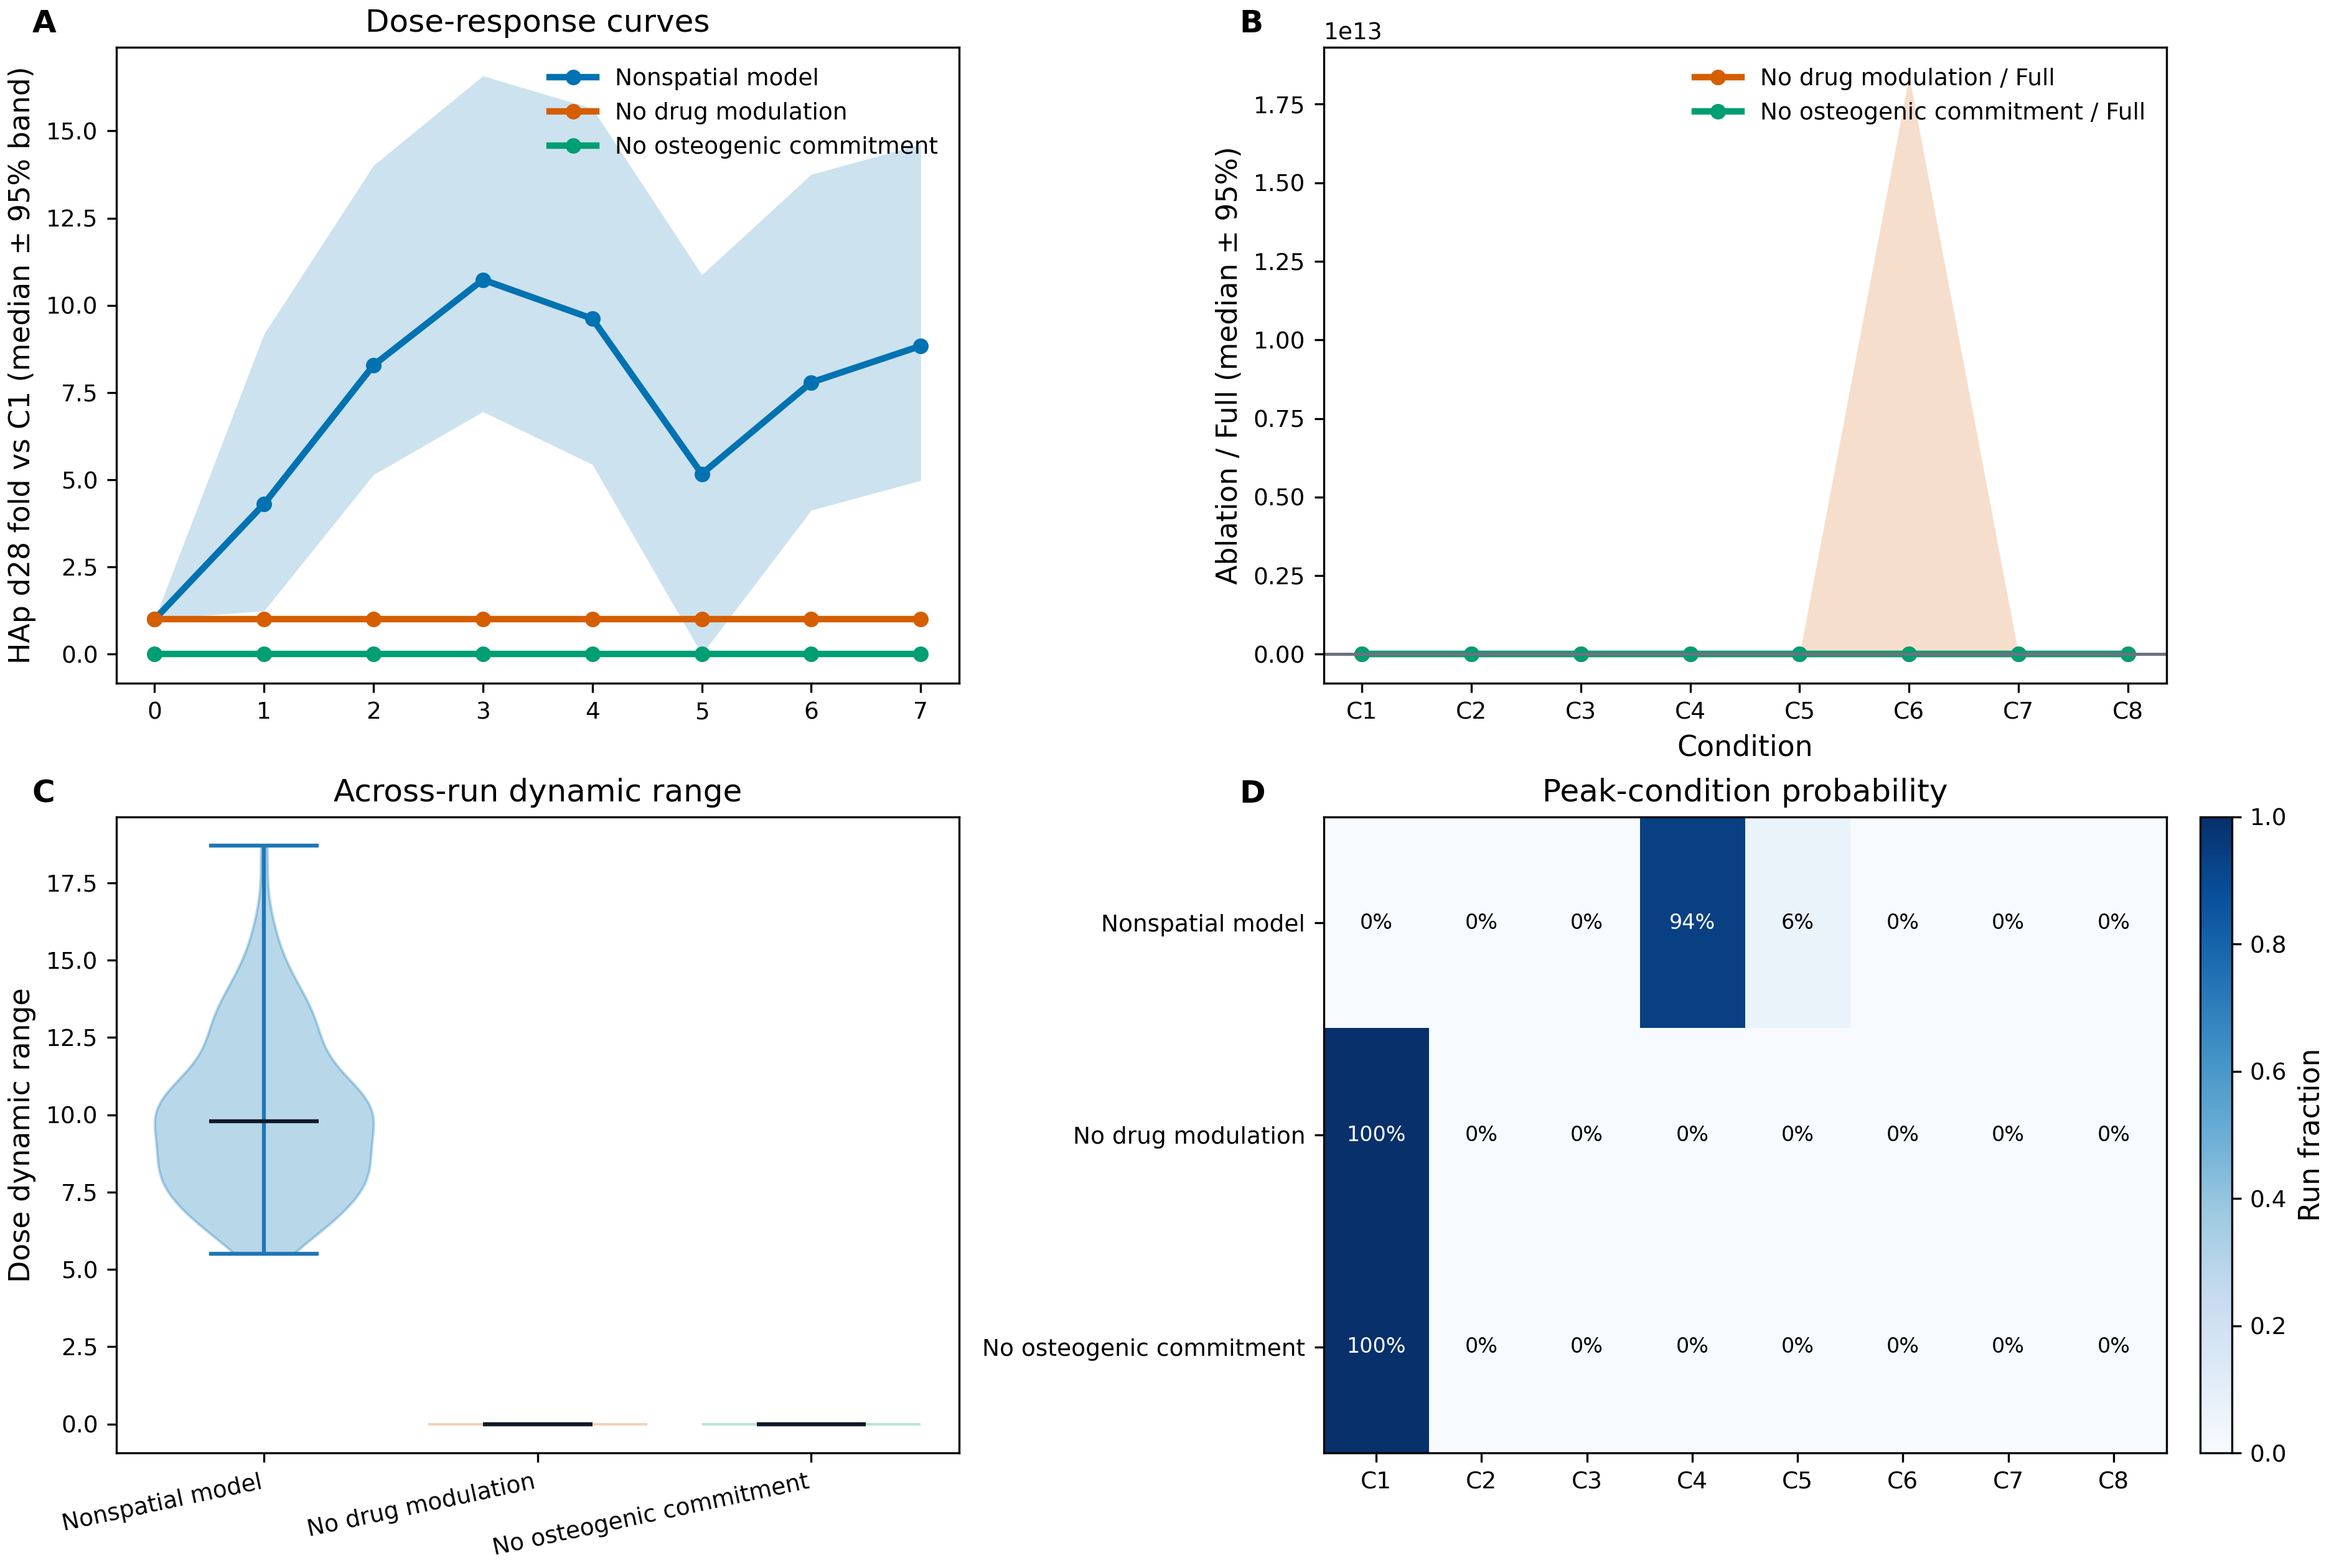 A
Dose-response curves
HAp d28 fold vs C1 (median ± 95% band)
15.0
12.5
10.0
7.5
5.0
2.5
0.0
Nonspatial model
No drug modulation
No osteogenic commitment
0 1 2 3 4 5 6 7
B
1e13
Ablation / Full (median ± 95%)
1.75
1.50
1.25
1.00
0.75
0.50
0.25
0.00
No drug modulation / Full
No osteogenic commitment / Full
C1 C2 C3 C4 C5 C6 C7 C8
Condition
C
Across-run dynamic range
Dose dynamic range
17.5
15.0
12.5
10.0
7.5
5.0
2.5
0.0
Nonspatial model
No drug modulation
No osteogenic commitment
D
Peak-condition probability
Nonspatial model
0% 0% 0% 94% 6% 0% 0% 0%
No drug modulation
100% 0% 0% 0% 0% 0% 0% 0%
No osteogenic commitment
100% 0% 0% 0% 0% 0% 0% 0%
C1 C2 C3 C4 C5 C6 C7 C8
1.0
0.8
0.6
0.4
0.2
0.0
Run fraction